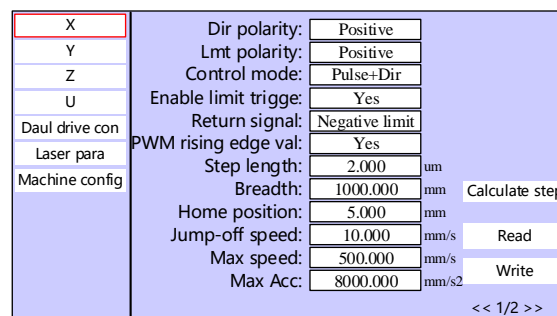 X
Y
Z
U
Daul drive con
Laser para
Machine config
Dir polarity: Positive
Lmt polarity: Positive
Control mode: Pulse+Dir
Enable limit trigge: Yes
Return signal: Negative limit
PWM rising edge val: Yes
Step length: 2.000 um
Breadth: 1000.000 mm
Home position: 5.000 mm
Jump-off speed: 10.000 mm/s
Max speed: 500.000 mm/s
Max Acc: 8000.000 mm/s2
Calculate step
Read
Write
<< 1/2 >>